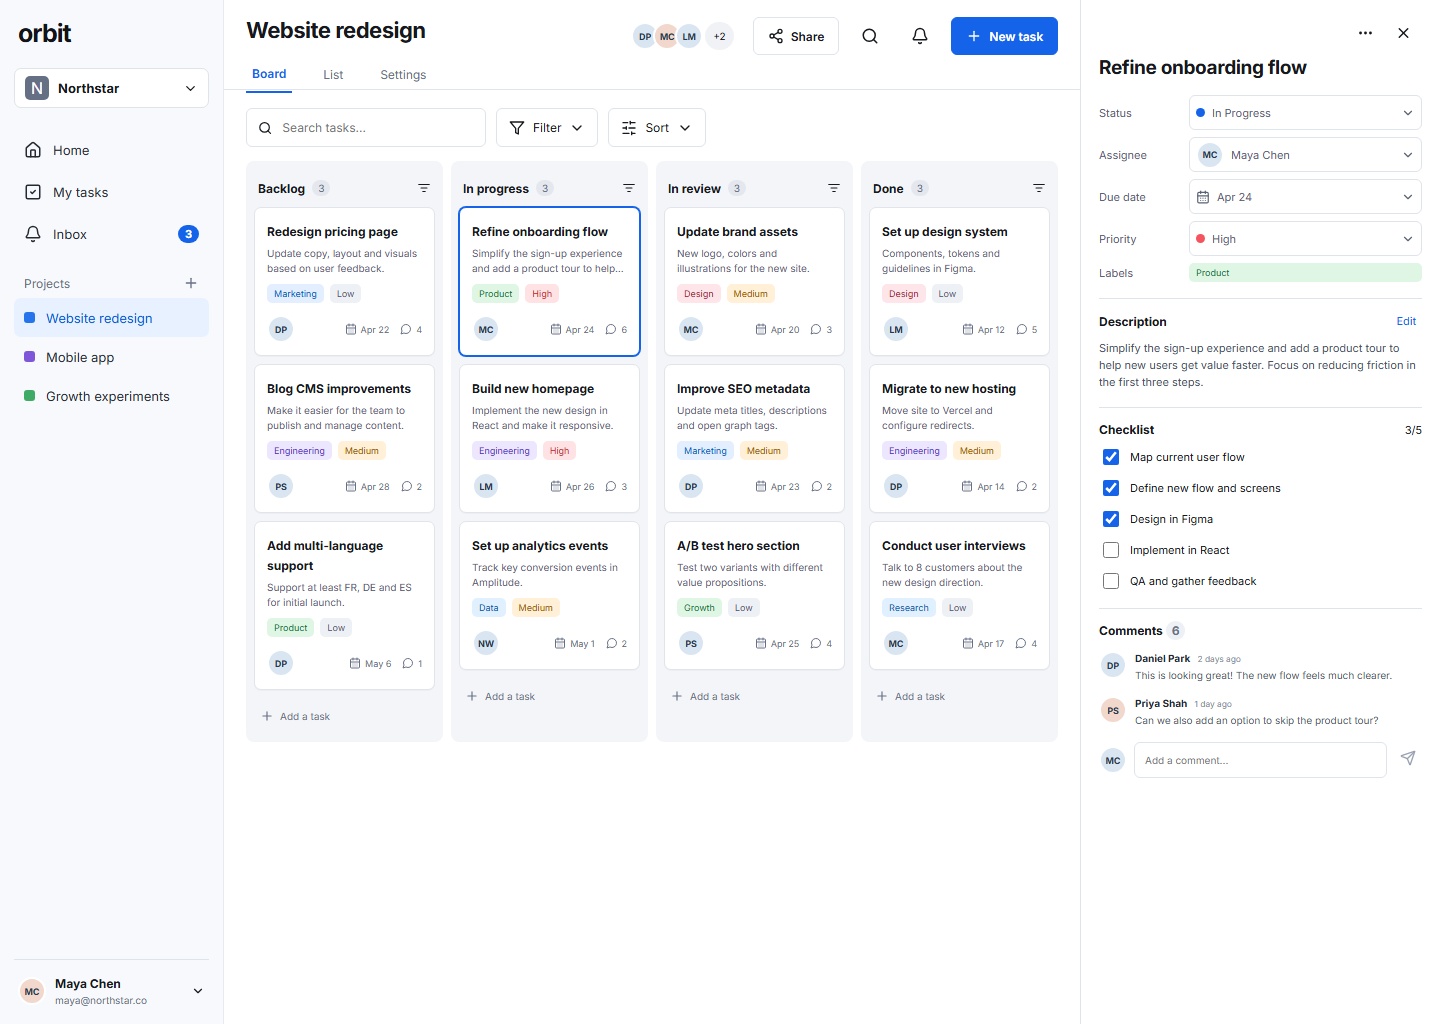 orbit
N Northstar
Home
My tasks
Inbox 3
Projects
Website redesign
Mobile app
Growth experiments
MC Maya Chen
maya@northstar.co
Website redesign
DP MC LM +2
Share
New task
Board List Settings
Search tasks...
Filter
Sort
Backlog 3
Redesign pricing page
Update copy, layout and visuals
based on user feedback.
Marketing Low
DP Apr 22 4
Blog CMS improvements
Make it easier for the team to
publish and manage content.
Engineering Medium
PS Apr 28 2
Add multi-language
support
Support at least FR, DE and ES
for initial launch.
Product Low
DP May 6 1
Add a task
In progress 3
Refine onboarding flow
Simplify the sign-up experience
and add a product tour to help...
Product High
MC Apr 24 6
Build new homepage
Implement the new design in
React and make it responsive.
Engineering High
LM Apr 26 3
Set up analytics events
Track key conversion events in
Amplitude.
Data Medium
NW May 1 2
Add a task
In review 3
Update brand assets
New logo, colors and
illustrations for the new site.
Design Medium
MC Apr 20 3
Improve SEO metadata
Update meta titles, descriptions
and open graph tags.
Marketing Medium
DP Apr 23 2
A/B test hero section
Test two variants with different
value propositions.
Growth Low
PS Apr 25 4
Add a task
Done 3
Set up design system
Components, tokens and
guidelines in Figma.
Design Low
LM Apr 12 5
Migrate to new hosting
Move site to Vercel and
configure redirects.
Engineering Medium
DP Apr 14 2
Conduct user interviews
Talk to 8 customers about the
new design direction.
Research Low
MC Apr 17 4
Add a task
Refine onboarding flow
Status In Progress
Assignee MC Maya Chen
Due date Apr 24
Priority High
Labels Product
Description Edit
Simplify the sign-up experience and add a product tour to
help new users get value faster. Focus on reducing friction in
the first three steps.
Checklist 3/5
Map current user flow
Define new flow and screens
Design in Figma
Implement in React
QA and gather feedback
Comments 6
DP Daniel Park 2 days ago
This is looking great! The new flow feels much clearer.
PS Priya Shah 1 day ago
Can we also add an option to skip the product tour?
MC Add a comment...